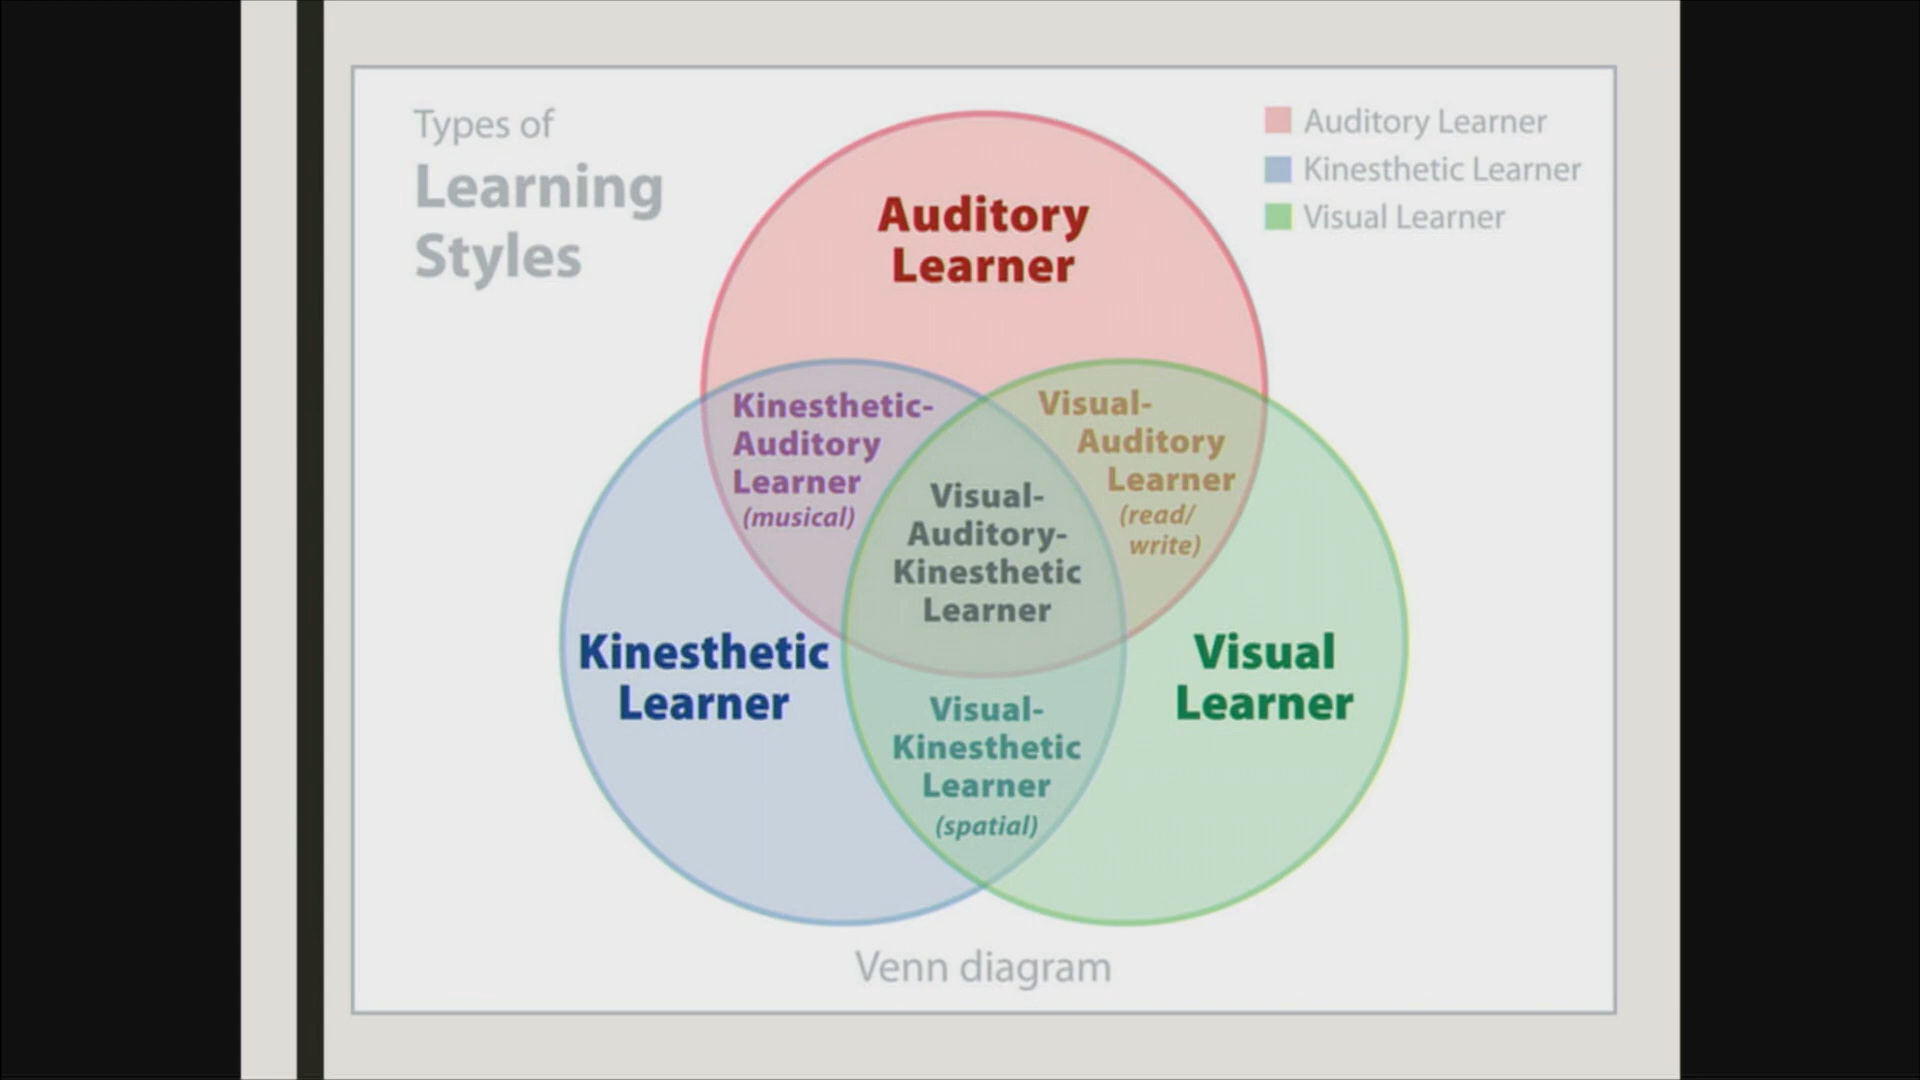 Types of
Learning
Styles
Auditory Learner
Kinesthetic Learner
Visual Learner
Auditory
Learner
Kinesthetic-
Auditory
Learner
(musical)
Visual-
Auditory
Learner
(read/
write)
Visual-
Auditory-
Kinesthetic
Learner
Kinesthetic
Learner
Visual
Learner
Visual-
Kinesthetic
Learner
(spatial)
Venn diagram